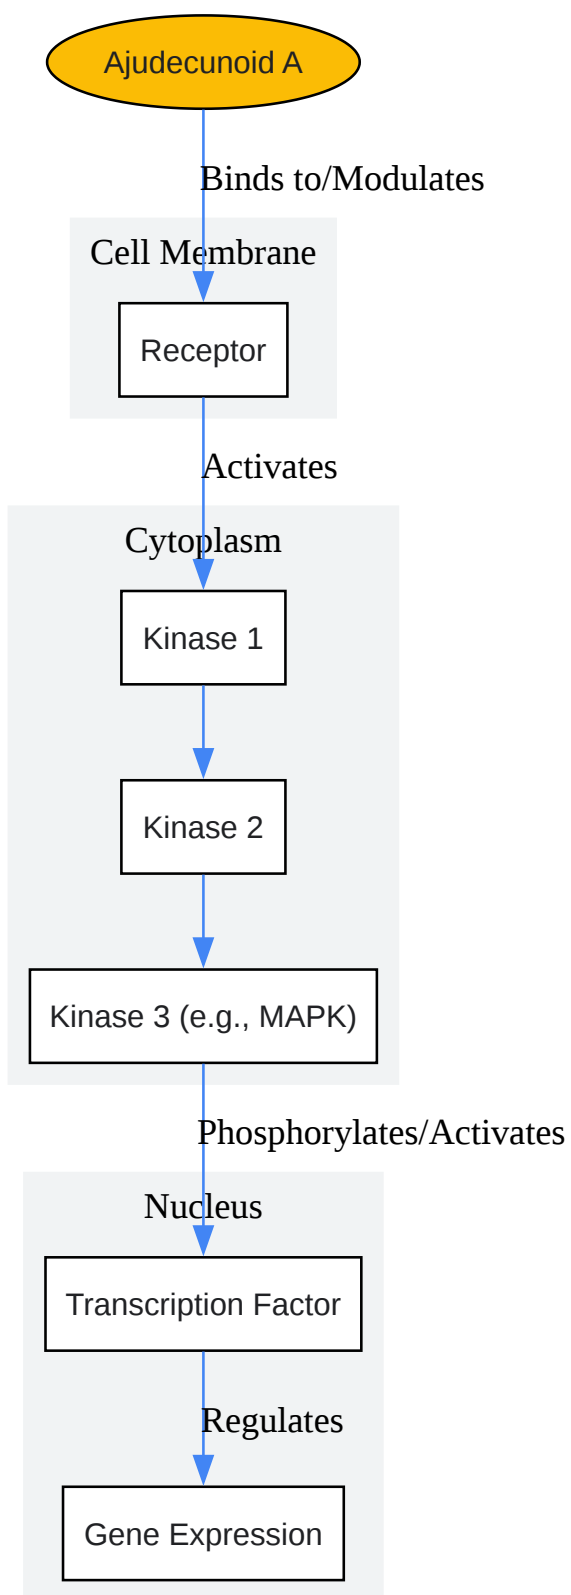 Ajudecunoid A
Binds to/Modulates
Cell Membrane
Receptor
Activates
Cytoplasm
Kinase 1
Kinase 2
Kinase 3 (e.g., MAPK)
Phosphorylates/Activates
Nucleus
Transcription Factor
Regulates
Gene Expression